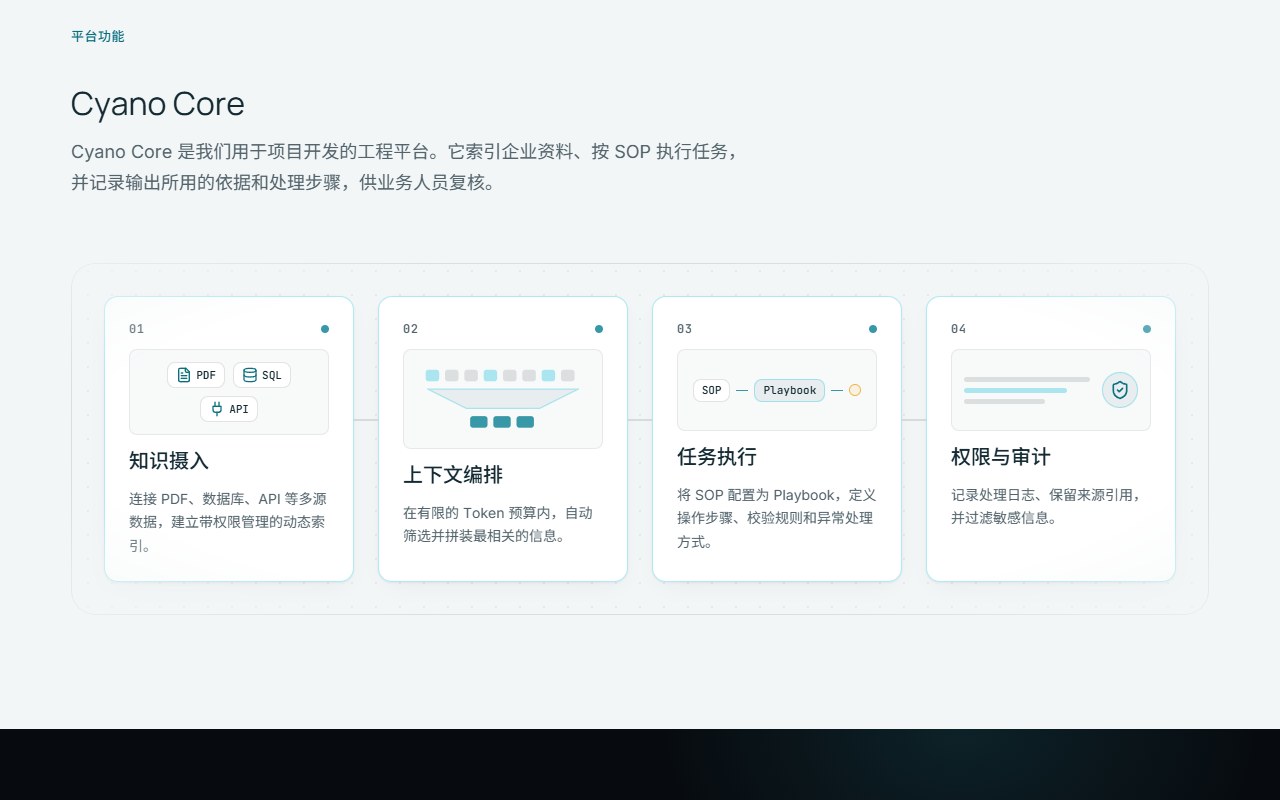 平台功能
Cyano Core
Cyano Core 是我们用于项目开发的工程平台。它索引企业资料、按 SOP 执行任务，
并记录输出所用的依据和处理步骤，供业务人员复核。
01
PDF
SQL
API
知识摄入
连接 PDF、数据库、API 等多源
数据，建立带权限管理的动态索
引。
02
上下文编排
在有限的 Token 预算内，自动
筛选并拼装最相关的信息。
03
SOP
Playbook
任务执行
将 SOP 配置为 Playbook，定义
操作步骤、校验规则和异常处理
方式。
04
权限与审计
记录处理日志、保留来源引用，
并过滤敏感信息。